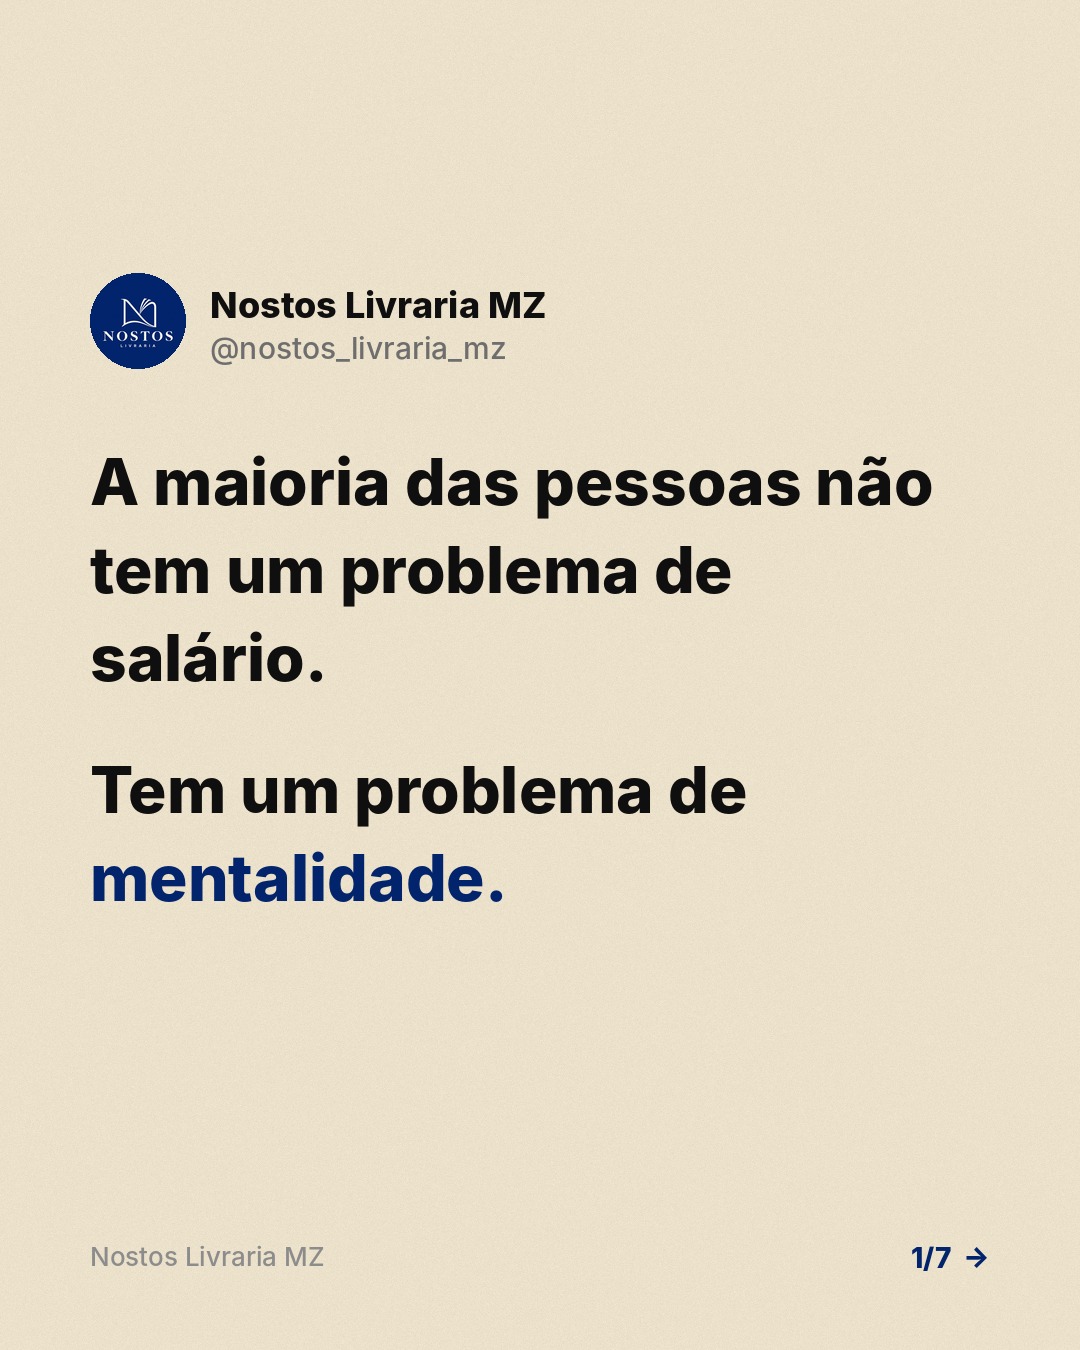 NOSTOS
LIVRARIA
Nostos Livraria MZ
@nostos_livraria_mz
A maioria das pessoas não
tem um problema de
salário.
Tem um problema de
mentalidade.
Nostos Livraria MZ
1/7 →